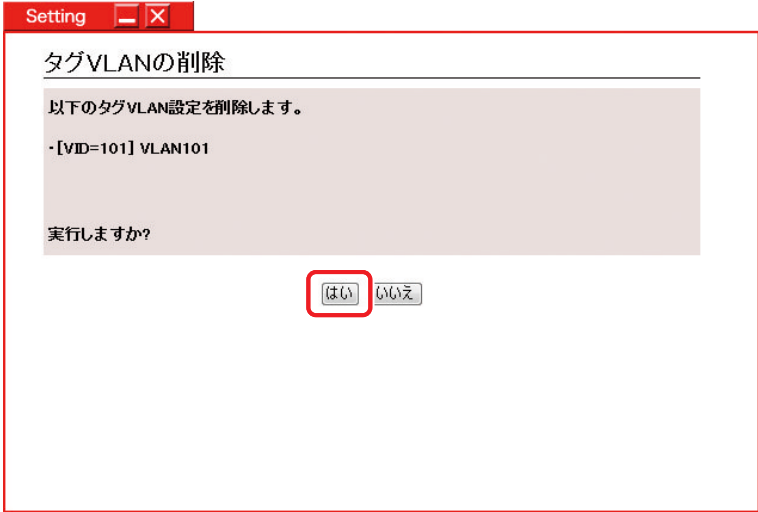 Setting
タグVLANの削除
以下のタグVLAN設定を削除します。
・[VID=101] VLAN101
実行しますか?
はい いいえ